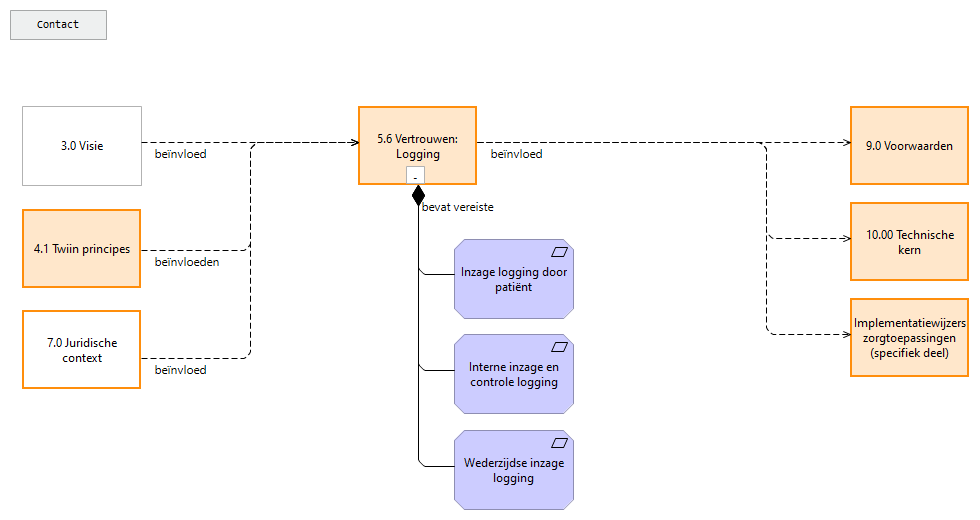 Contact
3.0 Visie
beïnvloed
5.6 Vertrouwen:
Logging
-
beïnvloed
9.0 Voorwaarden
bevat vereiste
4.1 Twiin principes
beïnvloeden
10.00 Technische
kern
Inzage logging door
patiënt
7.0 Juridische
context
beïnvloed
Implementatiewijzers
zorgtoepassingen
(specifiek deel)
Interne inzage en
controle logging
Wederzijdse inzage
logging